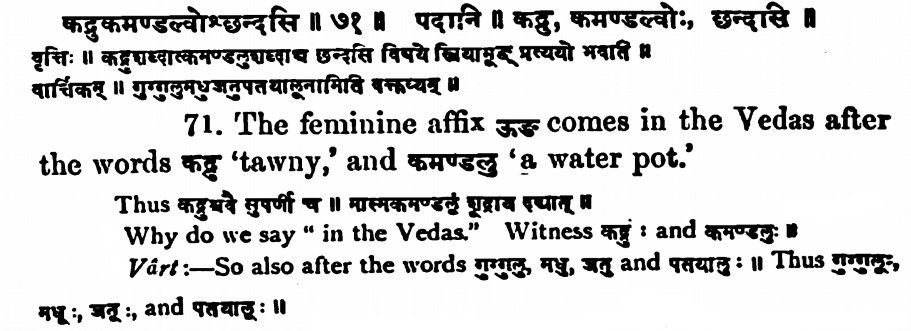 कद्रुकमण्डल्वोश्छन्दसि ॥ ७१ ॥ पदानि ॥ कद्रु, कमण्डल्वोः, छन्दसि ॥
वृत्तिः ॥ कद्रुशब्दात्कमण्डलुशब्दाच छन्दसि विषये स्त्रियामूङ् प्रत्ययो भवति ॥
वार्त्तिकम् ॥ गुग्गुलुमधुजतुपतयालूनामिति वक्तव्यम् ॥
71. The feminine affix ऊङ comes in the Vedas after
the words कद्रु 'tawny,' and कमण्डलु 'a water pot.'
Thus कद्रुश्चवै सुपर्णी च ॥ मास्मकमण्डलूं शूद्राय दद्यात् ॥
Why do we say " in the Vedas." Witness कद्रुः and कमण्डलुः ॥
Vârt:—So also after the words गुग्गुलु, मधु, जतु and पतयालुः ॥ Thus गुग्गुलूः,
मधूः, जतूः, and पतयालूः ॥